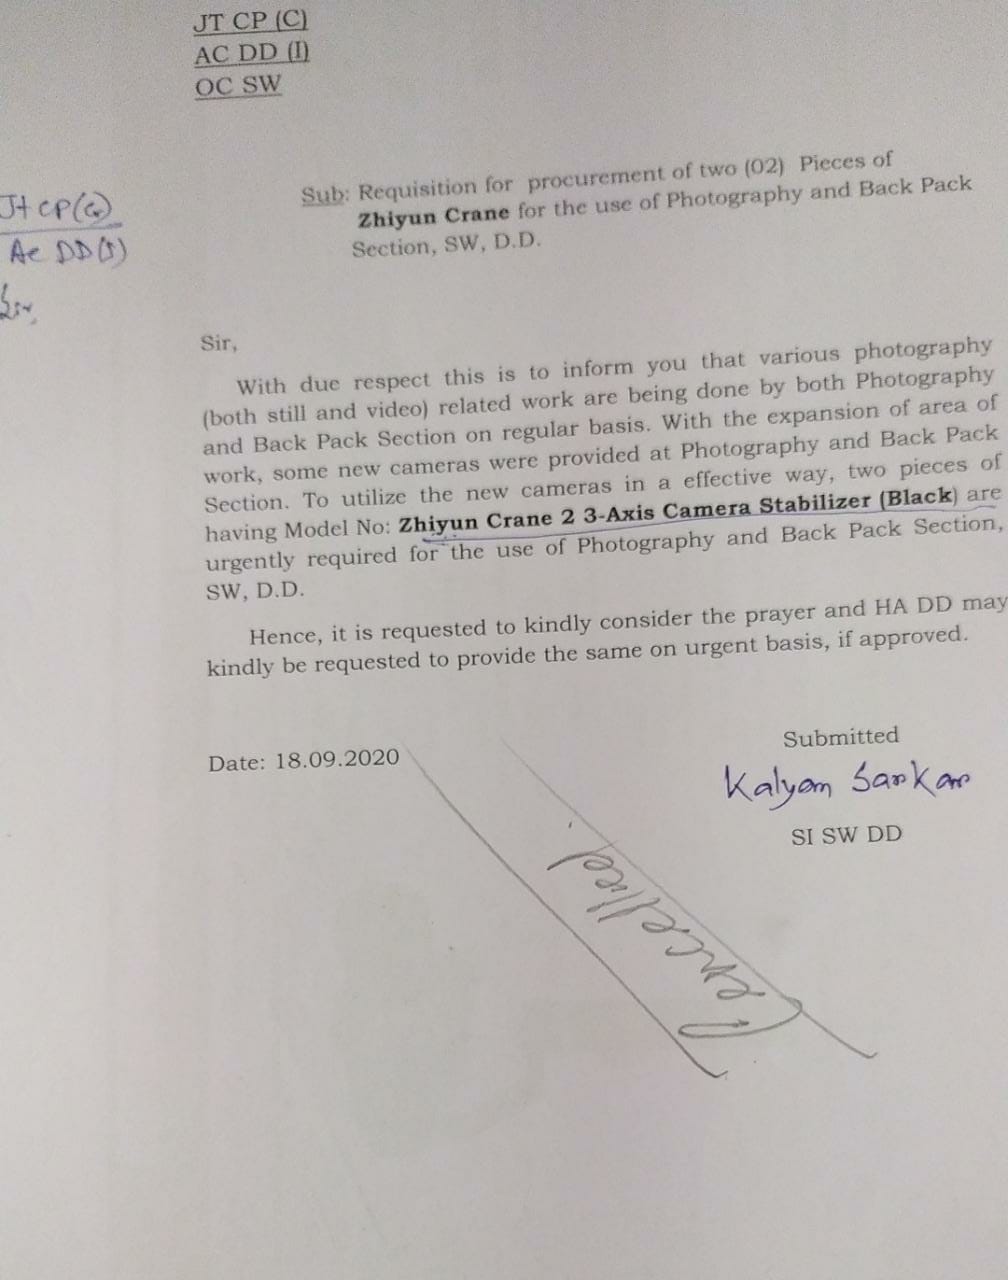 JT CP (C)
AC DD (I)
OC SW
Jt CP(C)
AC DD(I)
Sir,
Sub: Requisition for procurement of two (02) Pieces of
Zhiyun Crane for the use of Photography and Back Pack
Section, SW, D.D.
Sir,
With due respect this is to inform you that various photography
(both still and video) related work are being done by both Photography
and Back Pack Section on regular basis. With the expansion of area of
work, some new cameras were provided at Photography and Back Pack
Section. To utilize the new cameras in a effective way, two pieces of
having Model No: Zhiyun Crane 2 3-Axis Camera Stabilizer (Black) are
urgently required for the use of Photography and Back Pack Section,
SW, D.D.
Hence, it is requested to kindly consider the prayer and HA DD may
kindly be requested to provide the same on urgent basis, if approved.
Date: 18.09.2020
Submitted
Kalyan Sarkar
SI SW DD
Cencelled.